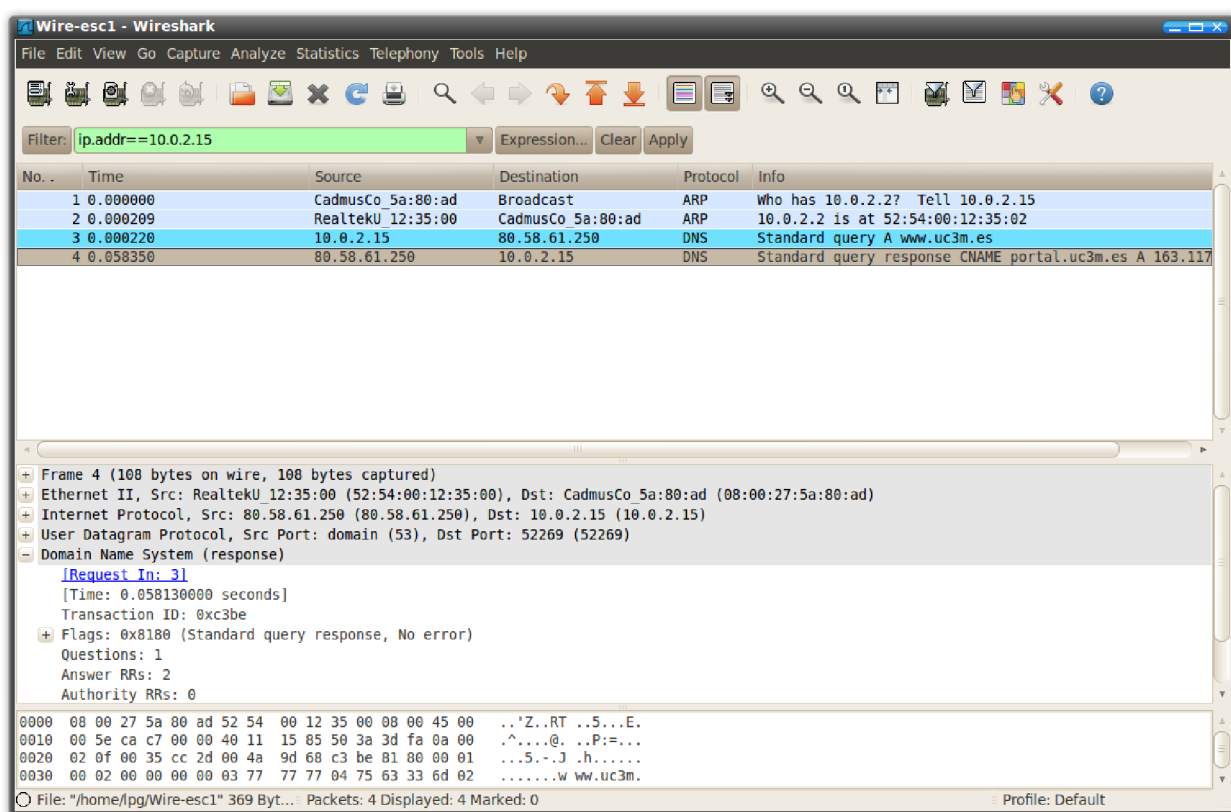 Wire-esc1 - Wireshark
File Edit View Go Capture Analyze Statistics Telephony Tools Help
Filter: ip.addr==10.0.2.15 Expression... Clear Apply
No. . Time Source Destination Protocol Info
1 0.000000 CadmusCo_5a:80:ad Broadcast ARP Who has 10.0.2.2? Tell 10.0.2.15
2 0.000209 RealtekU_12:35:00 CadmusCo_5a:80:ad ARP 10.0.2.2 is at 52:54:00:12:35:02
3 0.000220 10.0.2.15 80.58.61.250 DNS Standard query A www.uc3m.es
4 0.058350 80.58.61.250 10.0.2.15 DNS Standard query response CNAME portal.uc3m.es A 163.117
Frame 4 (108 bytes on wire, 108 bytes captured)
Ethernet II, Src: RealtekU_12:35:00 (52:54:00:12:35:00), Dst: CadmusCo_5a:80:ad (08:00:27:5a:80:ad)
Internet Protocol, Src: 80.58.61.250 (80.58.61.250), Dst: 10.0.2.15 (10.0.2.15)
User Datagram Protocol, Src Port: domain (53), Dst Port: 52269 (52269)
Domain Name System (response)
[Request In: 3]
[Time: 0.058130000 seconds]
Transaction ID: 0xc3be
Flags: 0x8180 (Standard query response, No error)
Questions: 1
Answer RRs: 2
Authority RRs: 0
0000 08 00 27 5a 80 ad 52 54 00 12 35 00 08 00 45 00 ..'Z..RT ..5...E.
0010 00 5e ca c7 00 00 40 11 15 85 50 3a 3d fa 0a 00 .^....@. ..P:=...
0020 02 0f 00 35 cc 2d 00 4a 9d 68 c3 be 81 80 00 01 ...5.-.J .h......
0030 00 02 00 00 00 00 03 77 77 77 04 75 63 33 6d 02 .......w ww.uc3m.
File: "/home/lpg/Wire-esc1" 369 Byt... Packets: 4 Displayed: 4 Marked: 0 Profile: Default